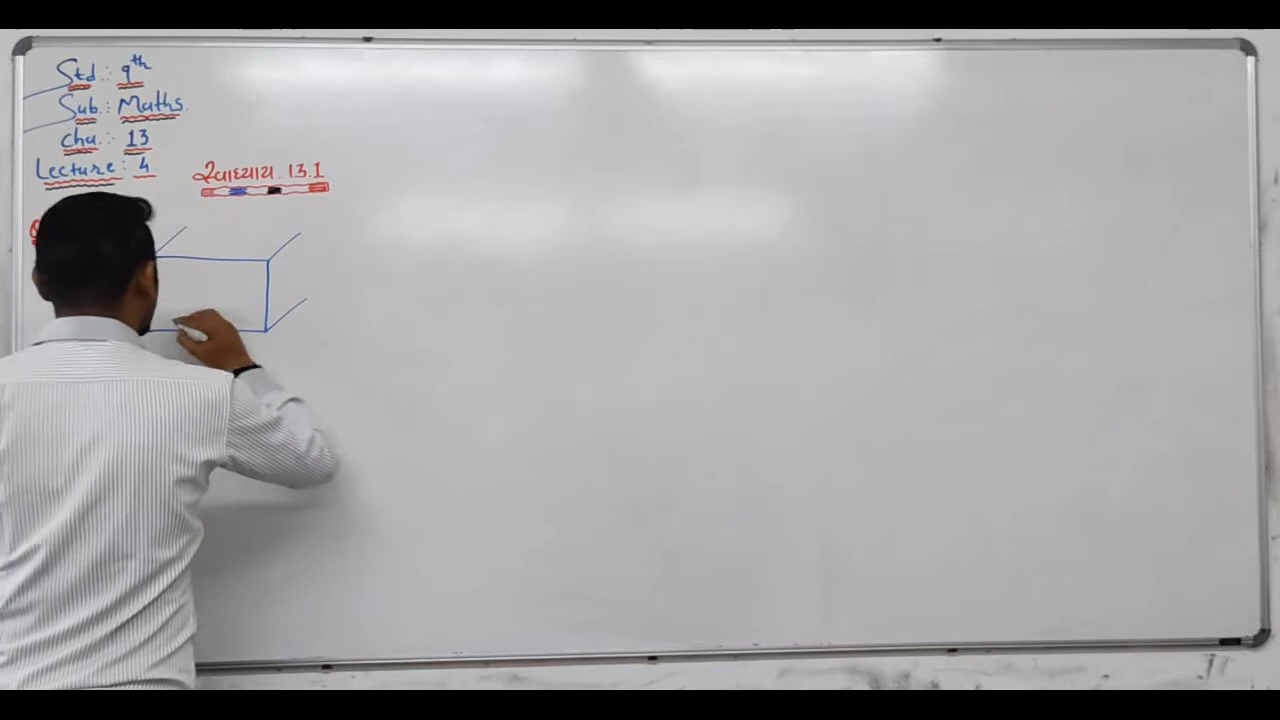 Std : 9th
Sub. : Maths.
cha. : 13
Lecture : 4
સ્વાધ્યાય. 13.1